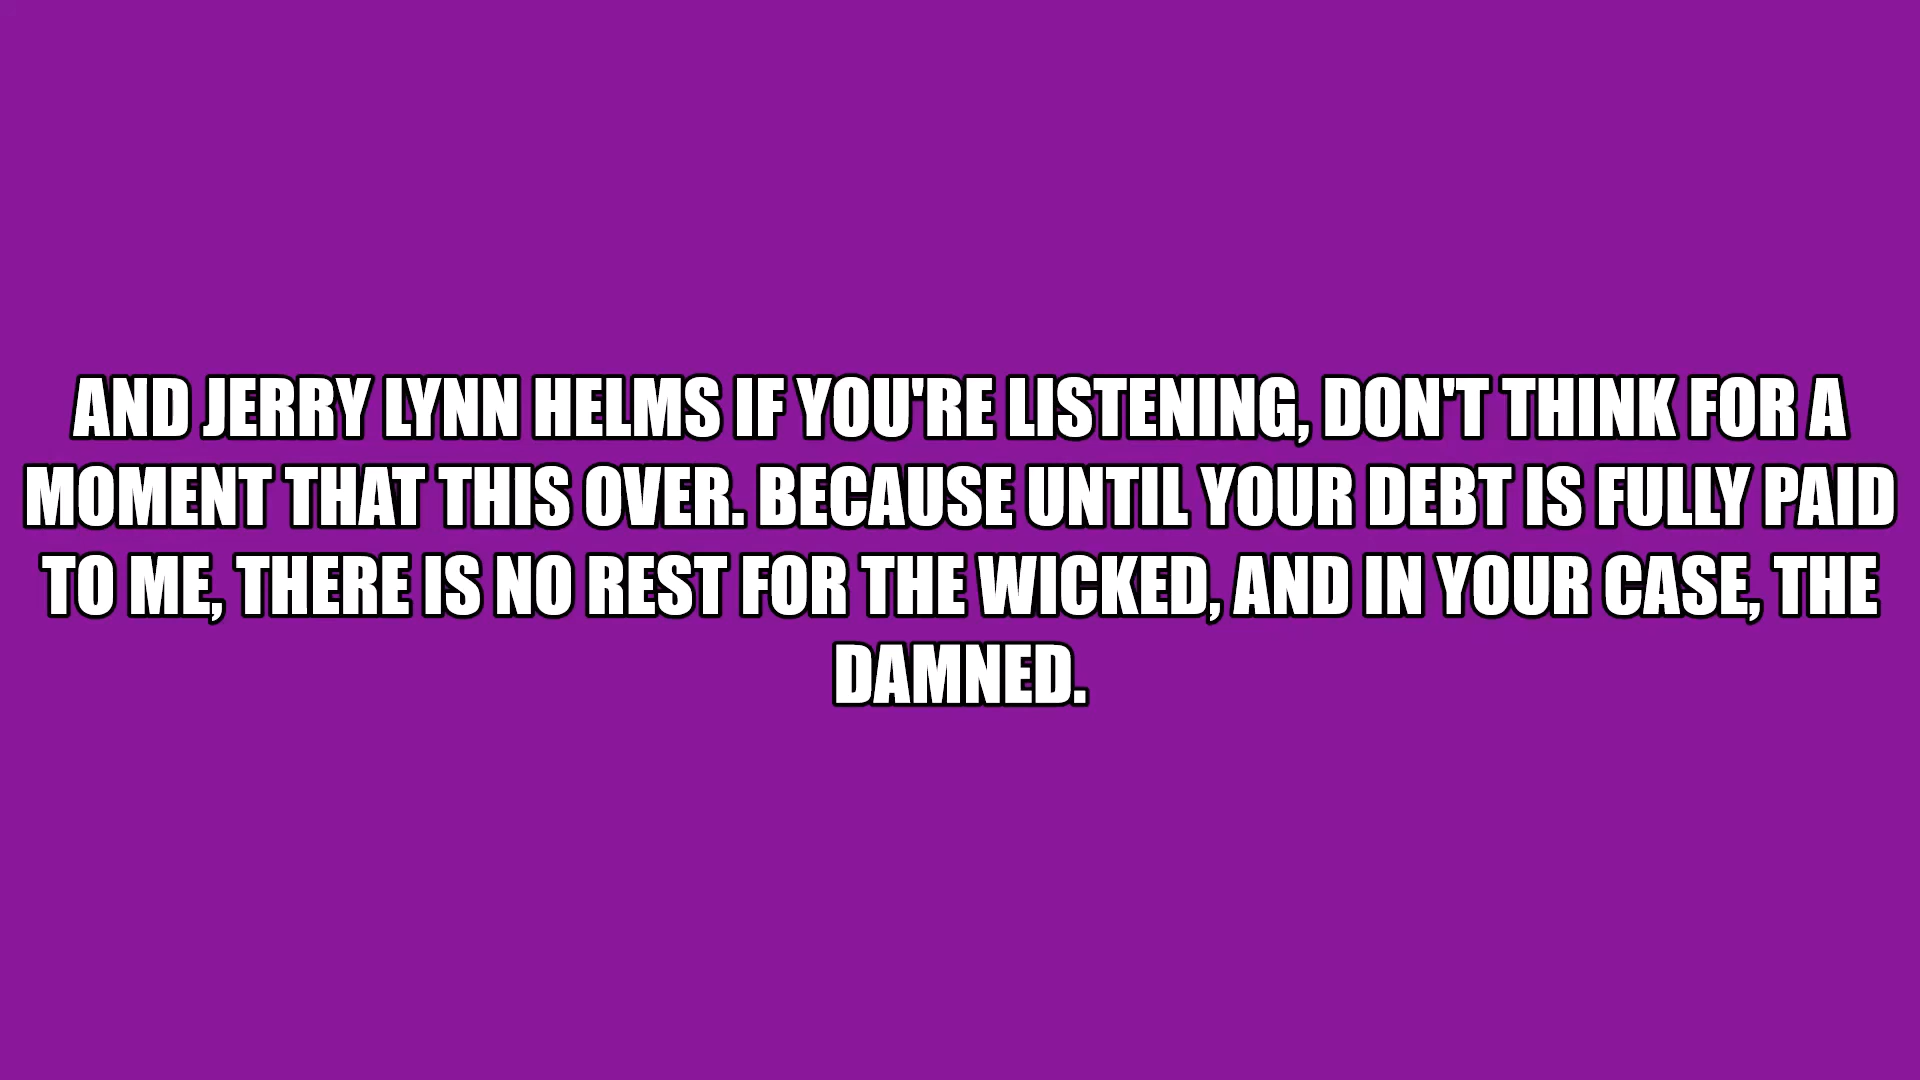 AND JERRY LYNN HELMS IF YOU'RE LISTENING, DON'T THINK FOR A
MOMENT THAT THIS OVER. BECAUSE UNTIL YOUR DEBT IS FULLY PAID
TO ME, THERE IS NO REST FOR THE WICKED, AND IN YOUR CASE, THE
DAMNED.